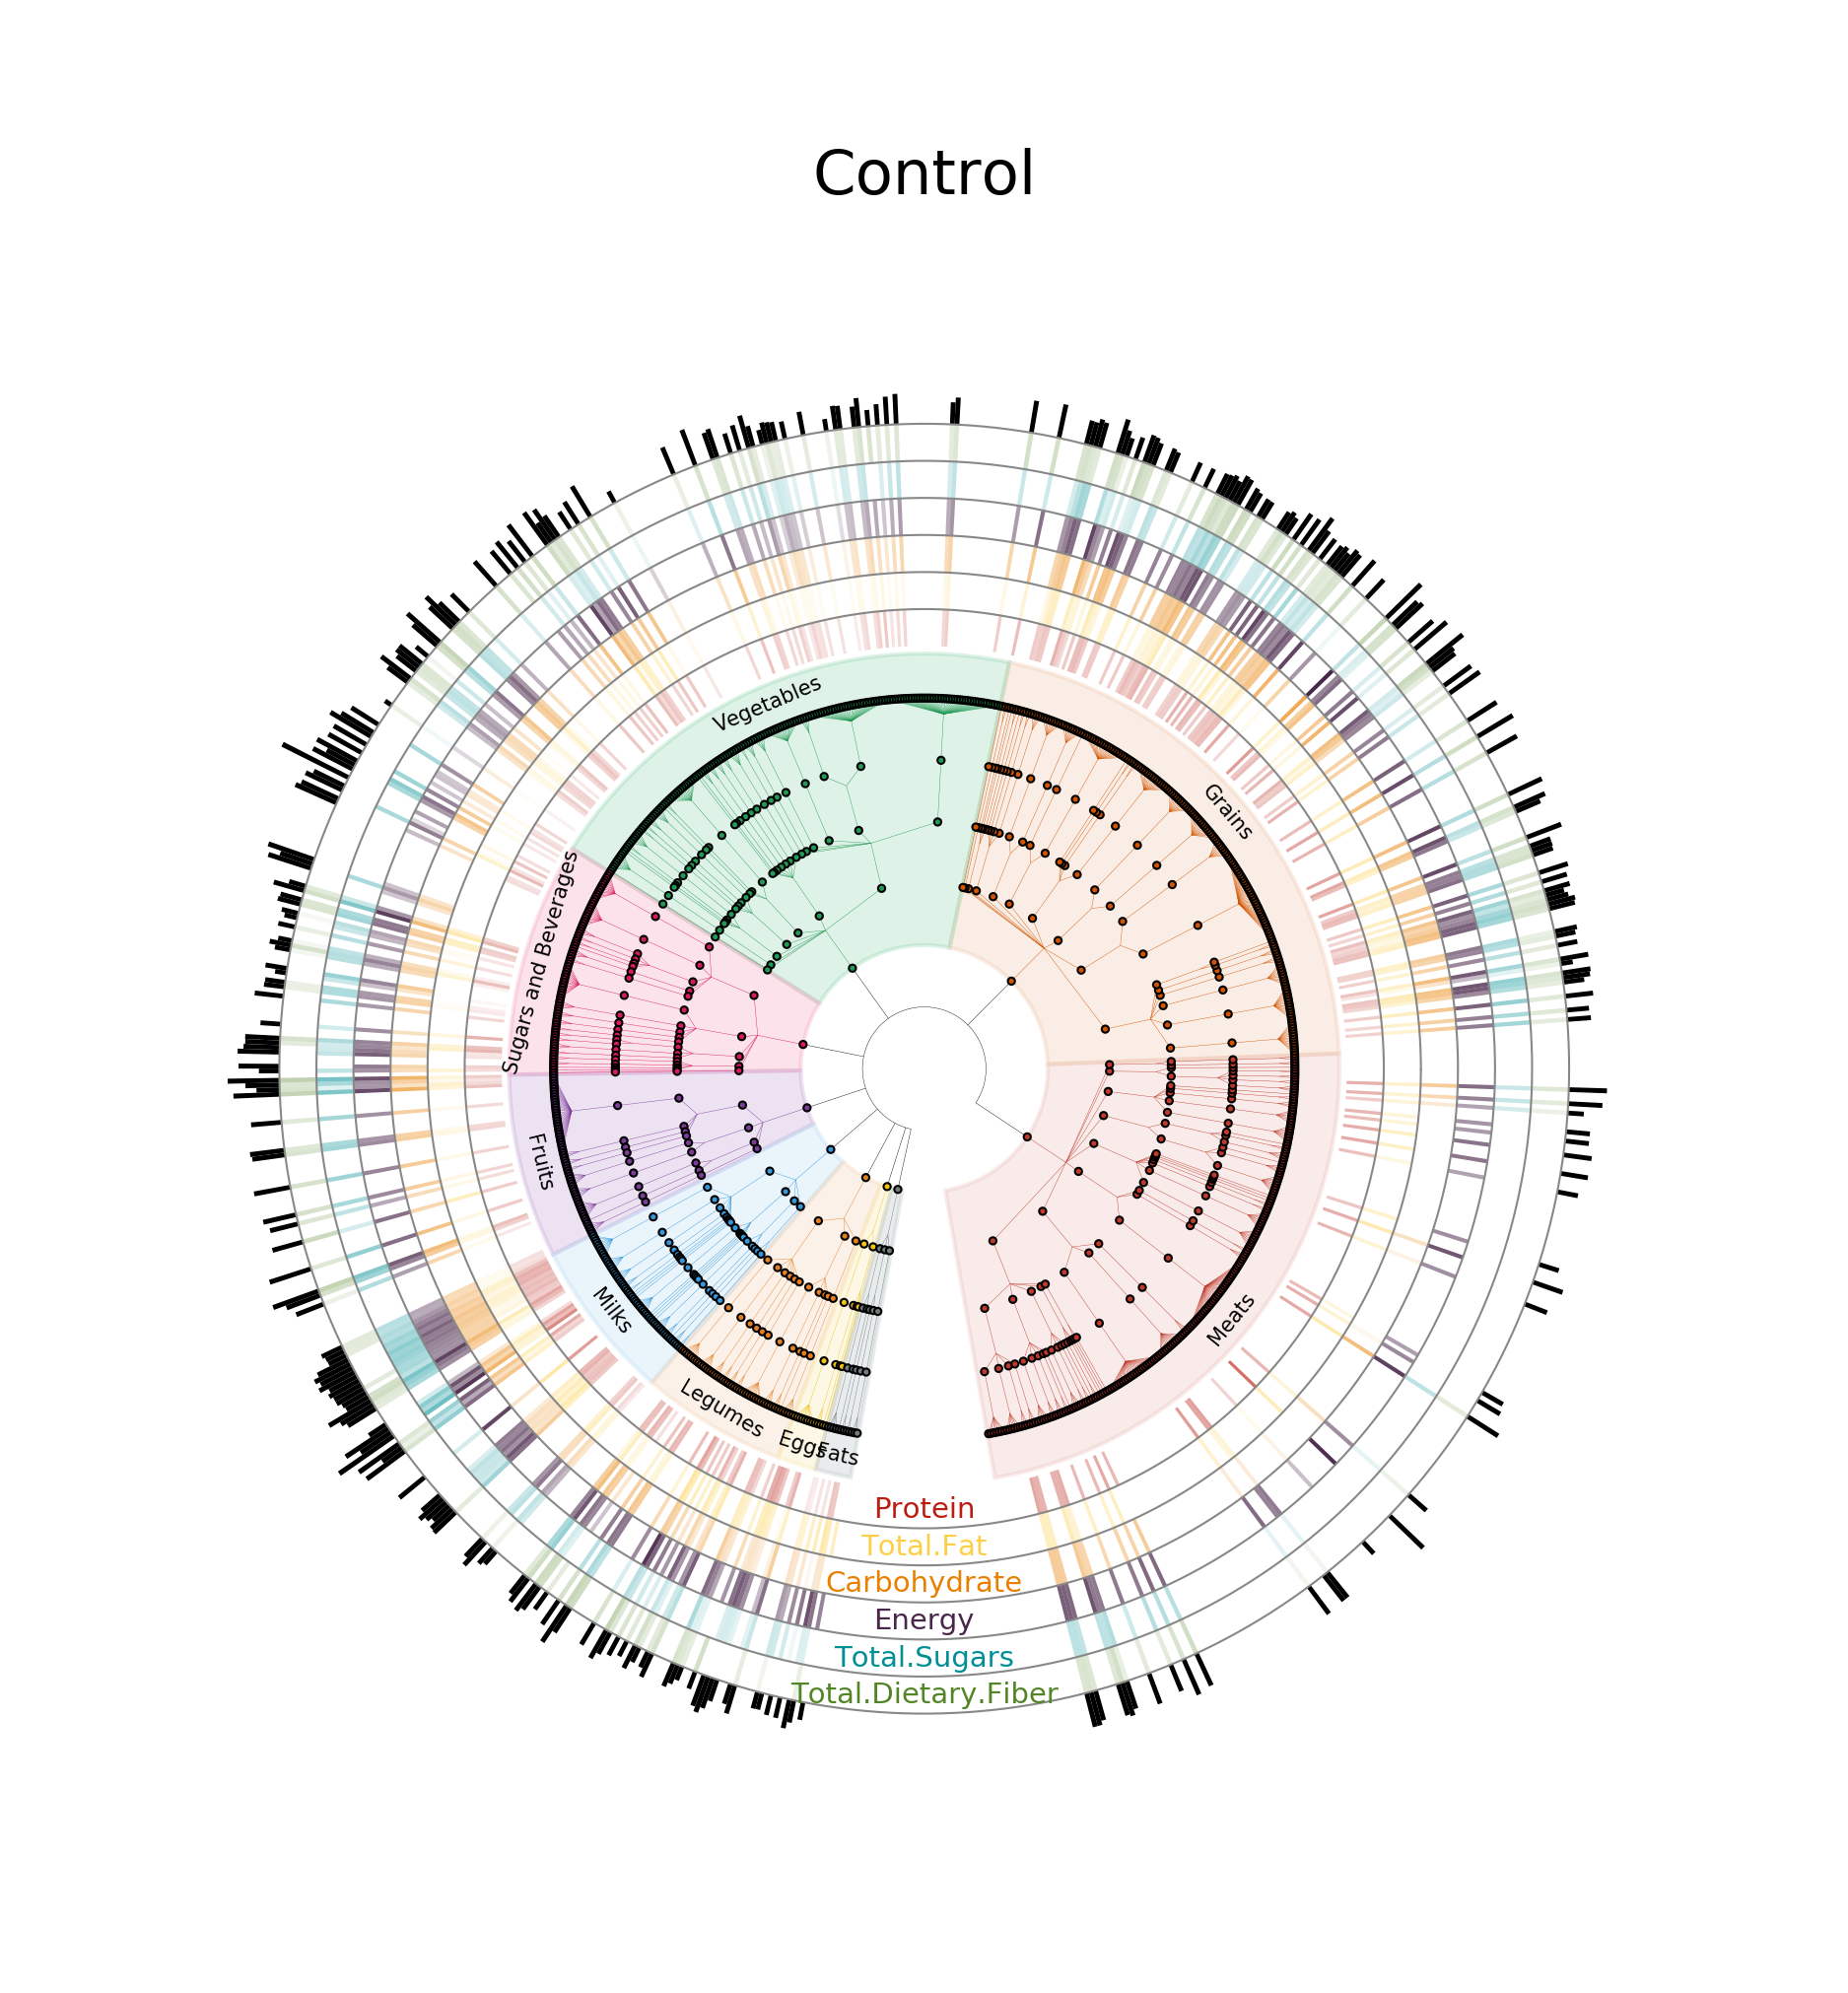 Control
Vegetables
Grains
Sugars and Beverages
Fruits
Milks
Meats
Legumes
Eggs
Fats
Protein
Total.Fat
Carbohydrate
Energy
Total.Sugars
Total.Dietary.Fiber